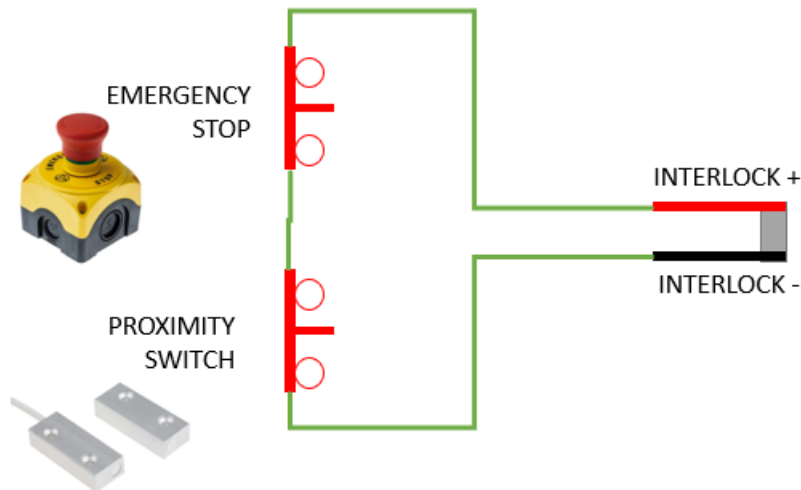 EMERGENCY
STOP
INTERLOCK +
INTERLOCK -
PROXIMITY
SWITCH